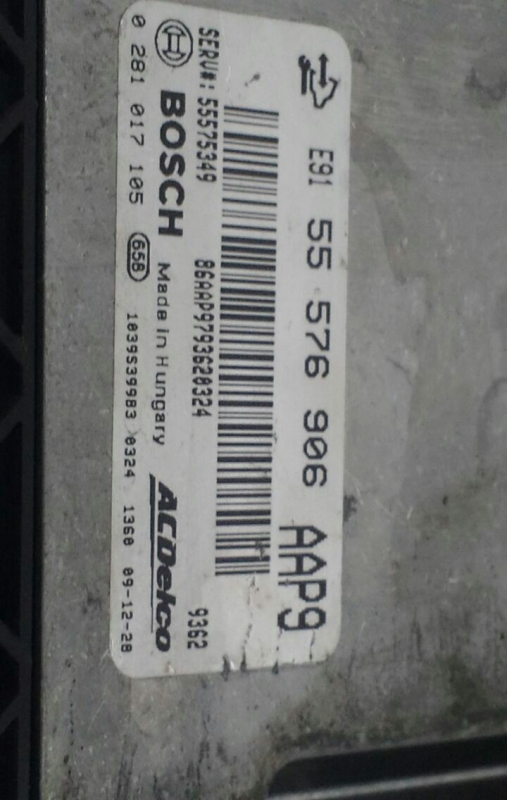 E91 55 576 906 AAP9
SERV#: 55575349 86AAP9793620324 9362
BOSCH Made in Hungary ACDelco
0 281 017 105 658 1039S39983 0324 1360 09-12-28